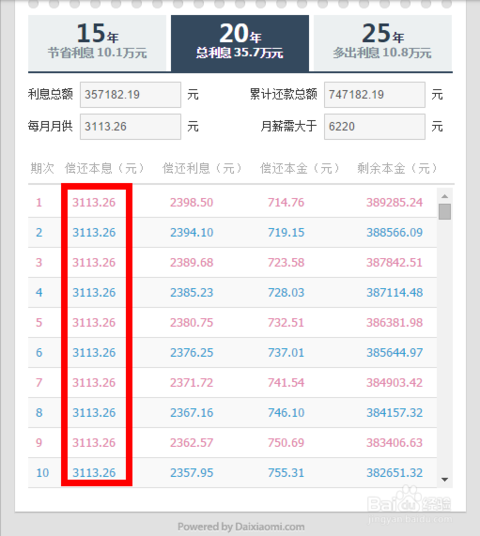 15年 20年 25年
节省利息 10.1万元 总利息 35.7万元 多出利息 10.8万元
利息总额 357182.19 元 累计还款总额 747182.19 元
每月月供 3113.26 元 月薪需大于 6220 元
期次 偿还本息（元） 偿还利息（元） 偿还本金（元） 剩余本金（元）
1 3113.26 2398.50 714.76 389285.24
2 3113.26 2394.10 719.15 388566.09
3 3113.26 2389.68 723.58 387842.51
4 3113.26 2385.23 728.03 387114.48
5 3113.26 2380.75 732.51 386381.98
6 3113.26 2376.25 737.01 385644.97
7 3113.26 2371.72 741.54 384903.42
8 3113.26 2367.16 746.10 384157.32
9 3113.26 2362.57 750.69 383406.63
10 3113.26 2357.95 755.31 382651.32
Baidu 经验
jingyan.baidu.com
Powered by Daixiaomi.com